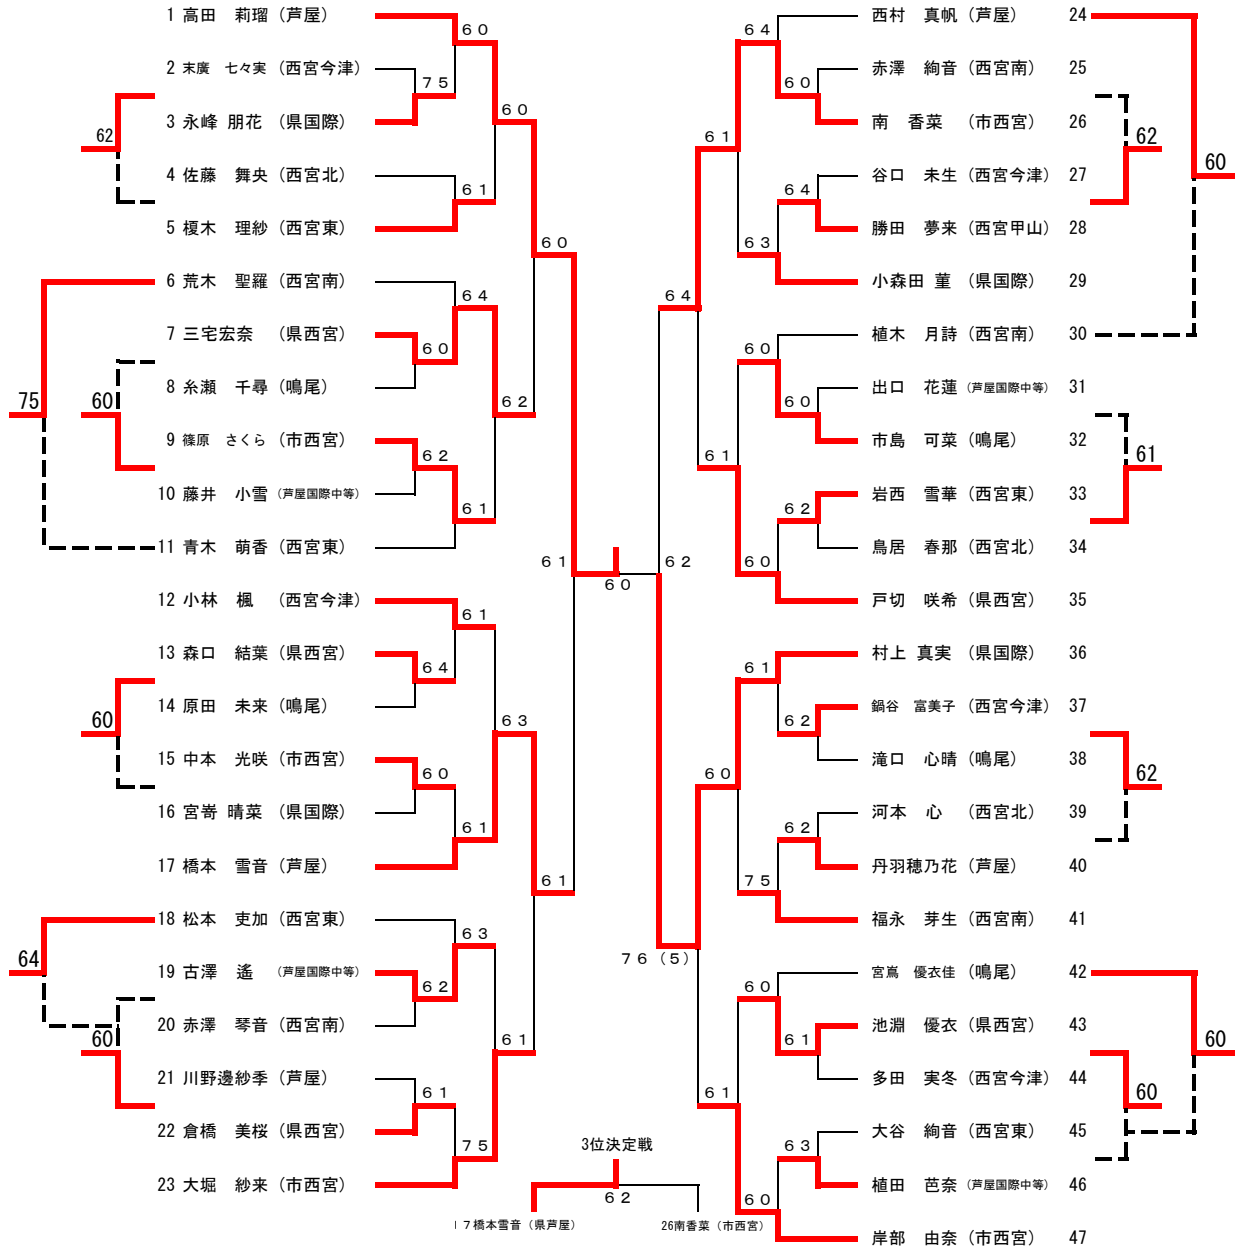 1 高田　莉瑠 (芦屋)
60
2 末廣　七々実 (西宮今津)
75
3 永峰 朋花 (県国際)
60
62
4 佐藤　舞央 (西宮北)
61
5 榎木　理紗 (西宮東)
60
6 荒木　聖羅 (西宮南)
64
7 三宅宏奈　(県西宮)
60
8 糸瀬　千尋 (鳴尾)
75
60
62
9 篠原　さくら (市西宮)
62
10 藤井　小雪 (芦屋国際中等)
61
11 青木　萌香 (西宮東)
61
12 小林　楓　(西宮今津)
61
13 森口　結葉 (県西宮)
64
14 原田　未来 (鳴尾)
60
63
15 中本　光咲 (市西宮)
60
16 宮嵜 晴菜　(県国際)
61
17 橋本　雪音 (芦屋)
61
18 松本　吏加 (西宮東)
63
64
19 古澤　遙　(芦屋国際中等)
62
20 赤澤　琴音 (西宮南)
60
61
21 川野邊紗季 (芦屋)
61
22 倉橋　美桜 (県西宮)
75
23 大堀　紗来 (市西宮)
60
3位決定戦
62
17橋本雪音 (県芦屋)
26南香菜 (市西宮)
西村　真帆 (芦屋) 24
64
赤澤　絢音 (西宮南) 25
60
南　香菜　(市西宮) 26
61
62
谷口　未生 (西宮今津) 27
60
64
勝田　夢来 (西宮甲山) 28
63
小森田 菫　(県国際) 29
64
植木　月詩 (西宮南) 30
60
出口　花蓮 (芦屋国際中等) 31
60
市島　可菜 (鳴尾) 32
61
61
岩西　雪華 (西宮東) 33
62
鳥居　春那 (西宮北) 34
60
62
戸切　咲希 (県西宮) 35
村上 真実　(県国際) 36
61
鍋谷　富美子 (西宮今津) 37
62
滝口　心晴 (鳴尾) 38
60
62
河本　心　(西宮北) 39
62
丹羽穂乃花 (芦屋) 40
75
福永　芽生 (西宮南) 41
76(5)
宮嶌　優衣佳 (鳴尾) 42
60
池淵　優衣 (県西宮) 43
61
60
多田　実冬 (西宮今津) 44
61
60
大谷　絢音 (西宮東) 45
63
植田　芭奈 (芦屋国際中等) 46
60
岸部　由奈 (市西宮) 47